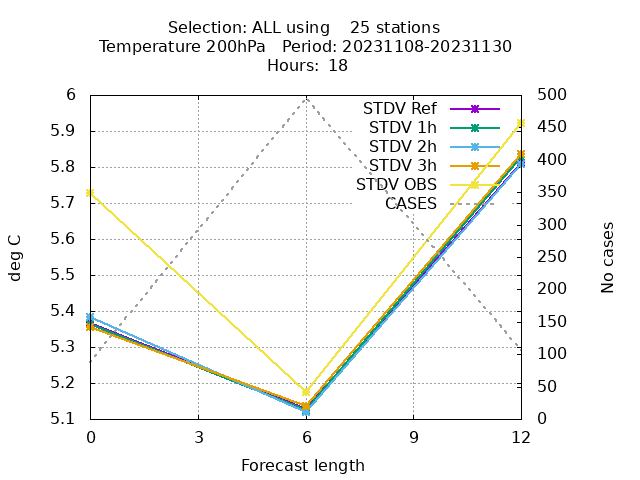 Selection: ALL using    25 stations
Temperature 200hPa   Period: 20231108-20231130
Hours:  18
STDV Ref
STDV 1h
STDV 2h
STDV 3h
STDV OBS
CASES
6
5.9
5.8
5.7
5.6
5.5
5.4
5.3
5.2
5.1
500
450
400
350
300
250
200
150
100
50
0
deg C
No cases
0
3
6
9
12
Forecast length